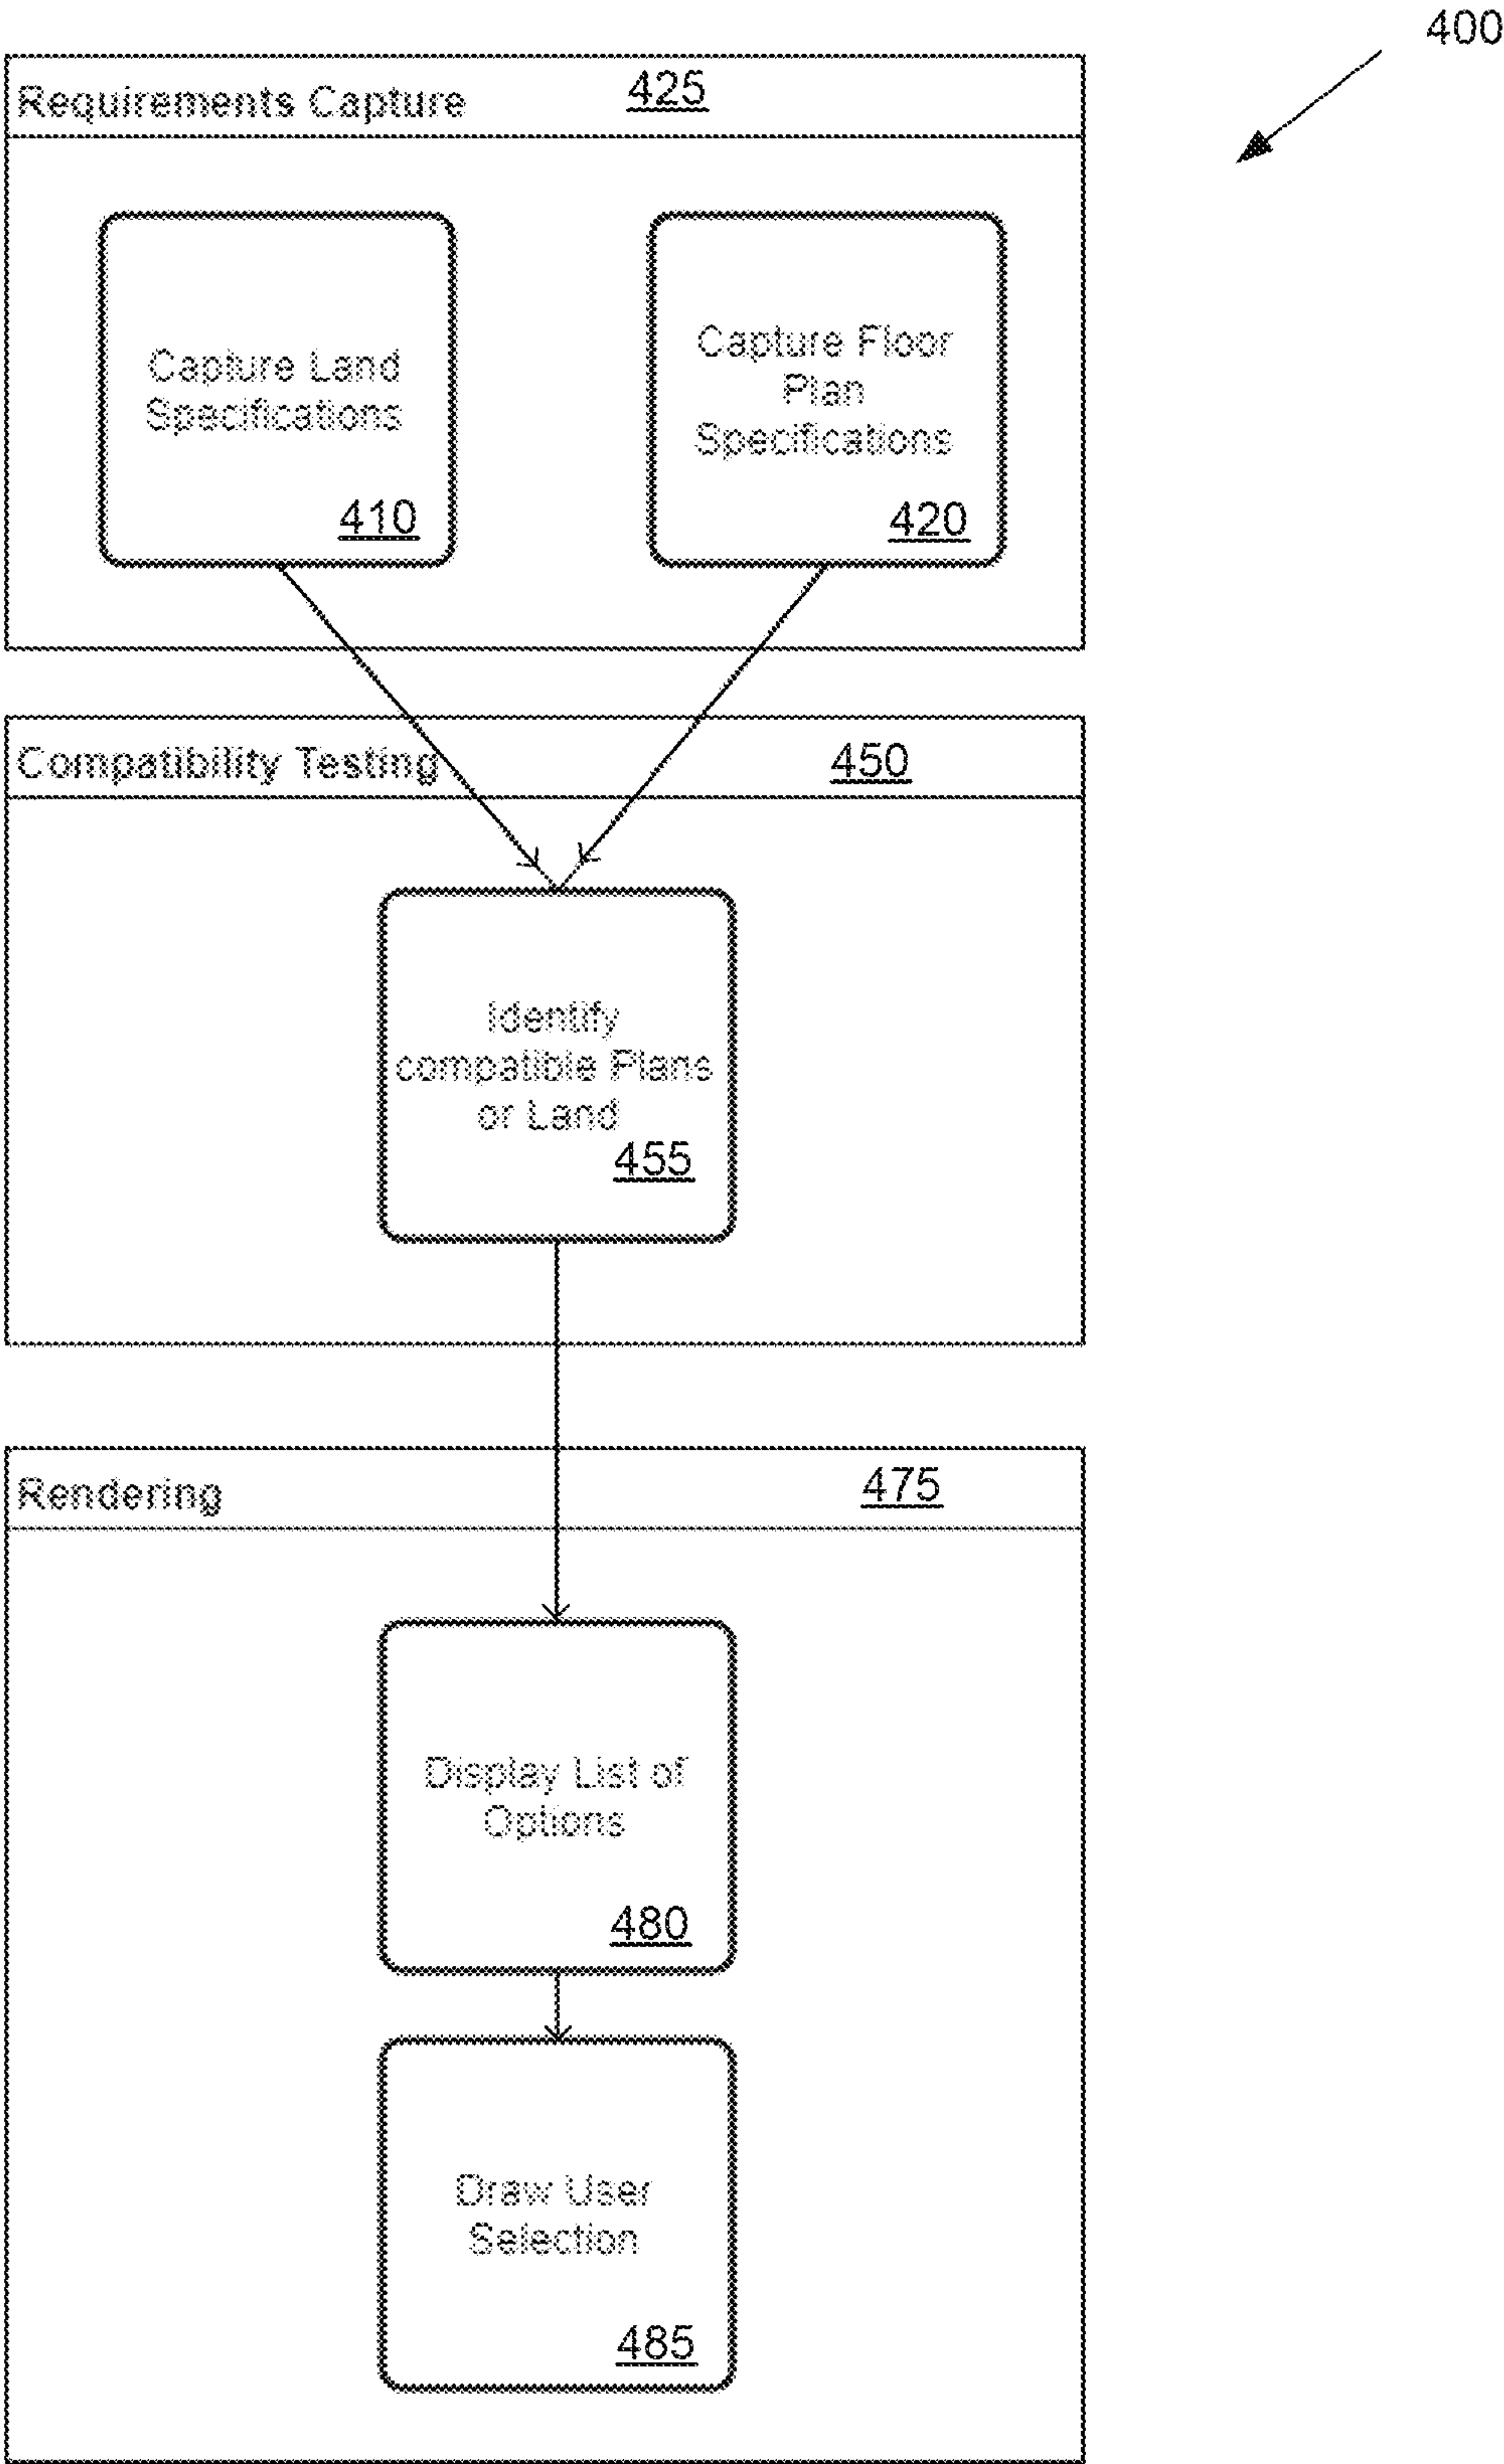 400
Requirements Capture 425
Capture Land
Specifications
410
Capture Floor
Plan
Specifications
420
Compatibility Testing 450
Identify
compatible Plans
or Land
455
Rendering 475
Display List of
Options
480
Draw User
Selection
485